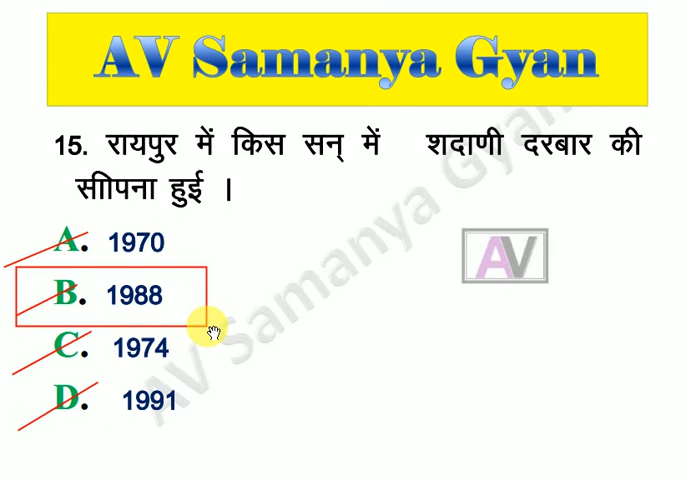 AV Samanya Gyan
15. रायपुर में किस सन् में शदाणी दरबार की
सीापना हुई ।
A. 1970
AV
B. 1988
C. 1974
D. 1991
AV Samanya Gyan